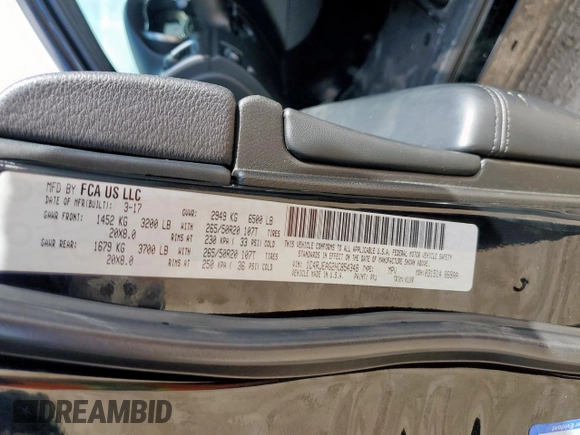 MFD BY FCA US LLC
DATE OF MFR(BUILT): 3-17
GVWR: 2949 KG 6500 LB
GAWR FRONT: 1452 KG 3200 LB WITH 265/50R20 107T TIRES
20X8.0 RIMS AT 230 KPA ( 33 PSI) COLD
GAWR REAR: 1679 KG 3700 LB WITH 265/50R20 107T TIRES
20X8.0 RIMS AT 250 KPA ( 36 PSI) COLD
THIS VEHICLE CONFORMS TO ALL APPLICABLE
U.S.A. FEDERAL MOTOR VEHICLE SAFETY
STANDARDS IN EFFECT ON THE DATE OF
MANUFACTURE SHOWN ABOVE.
VIN: TYPE: MPV
MADE IN U.S.A. PAINT:
DREAMBID